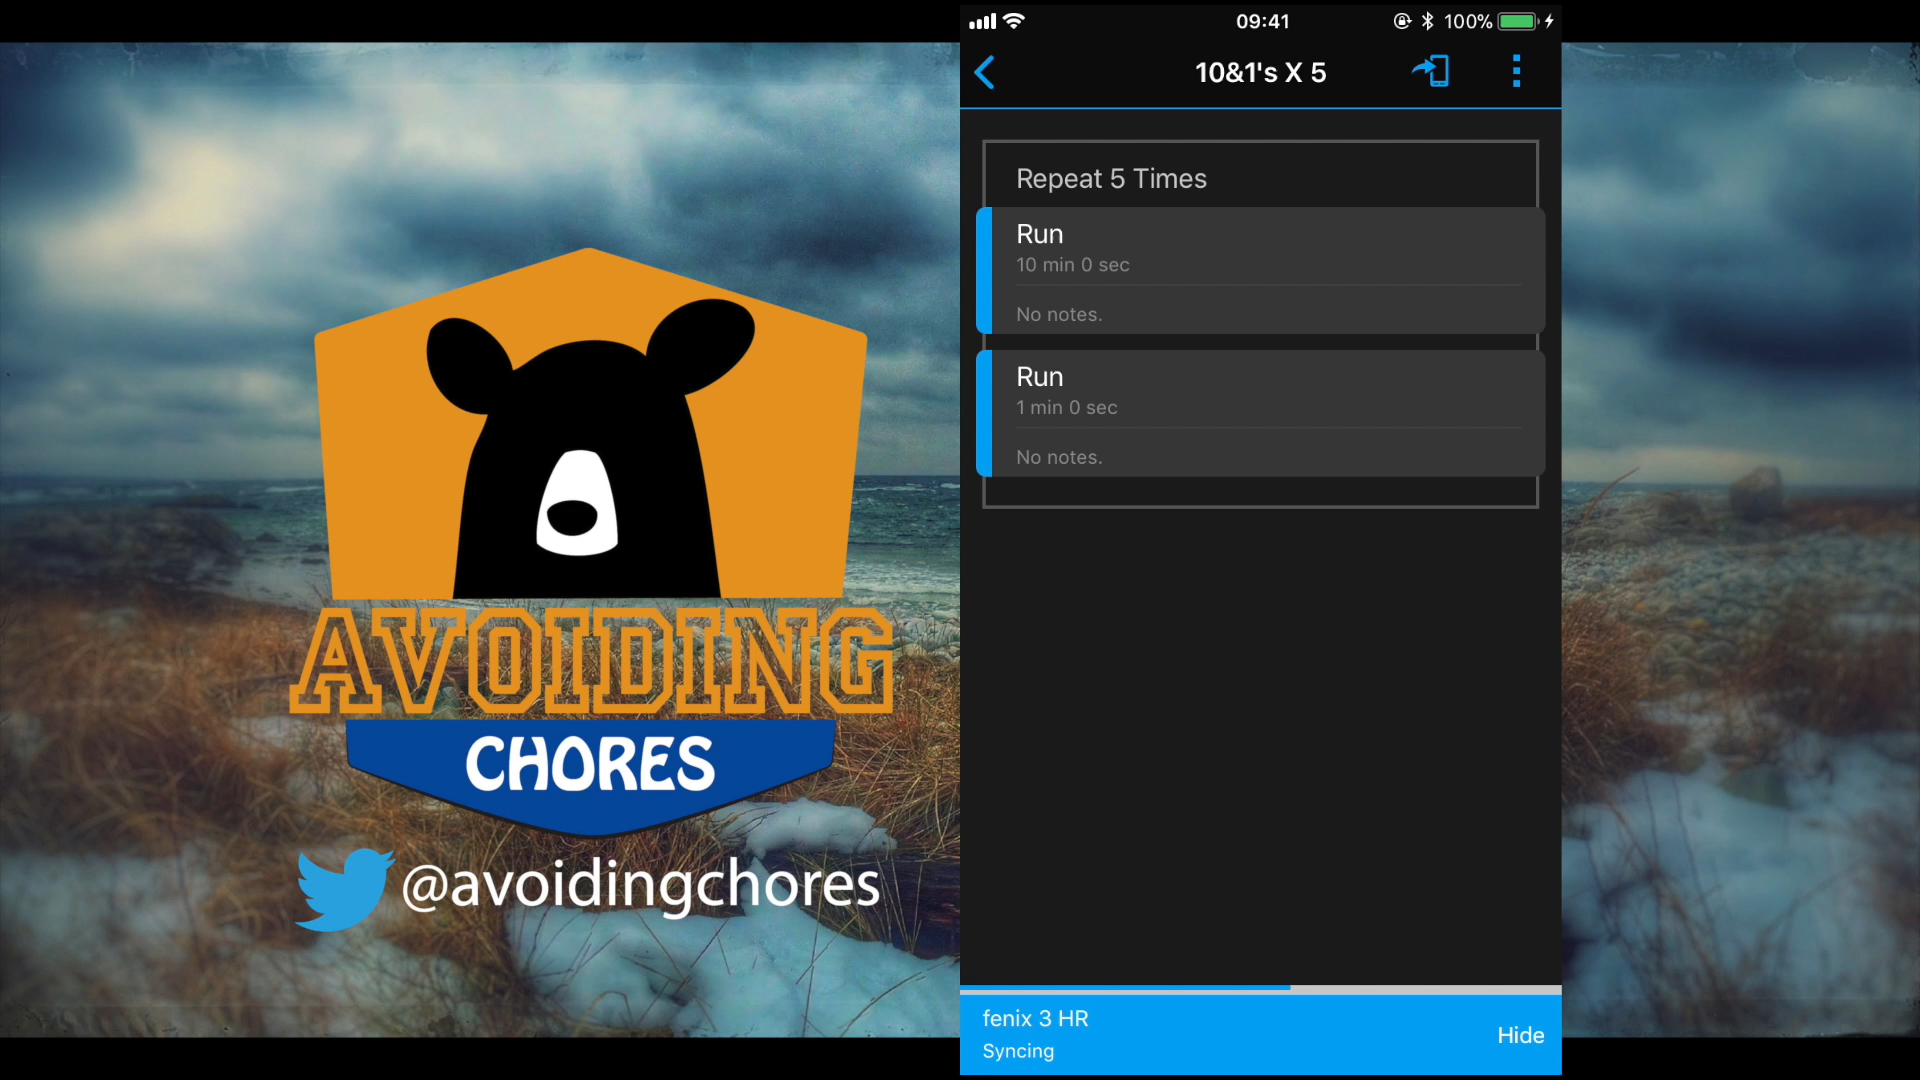 AVOIDING
CHORES
@avoidingchores
09:41
100%
10&1's X 5
Repeat 5 Times
Run
10 min 0 sec
No notes.
Run
1 min 0 sec
No notes.
fenix 3 HR
Syncing
Hide